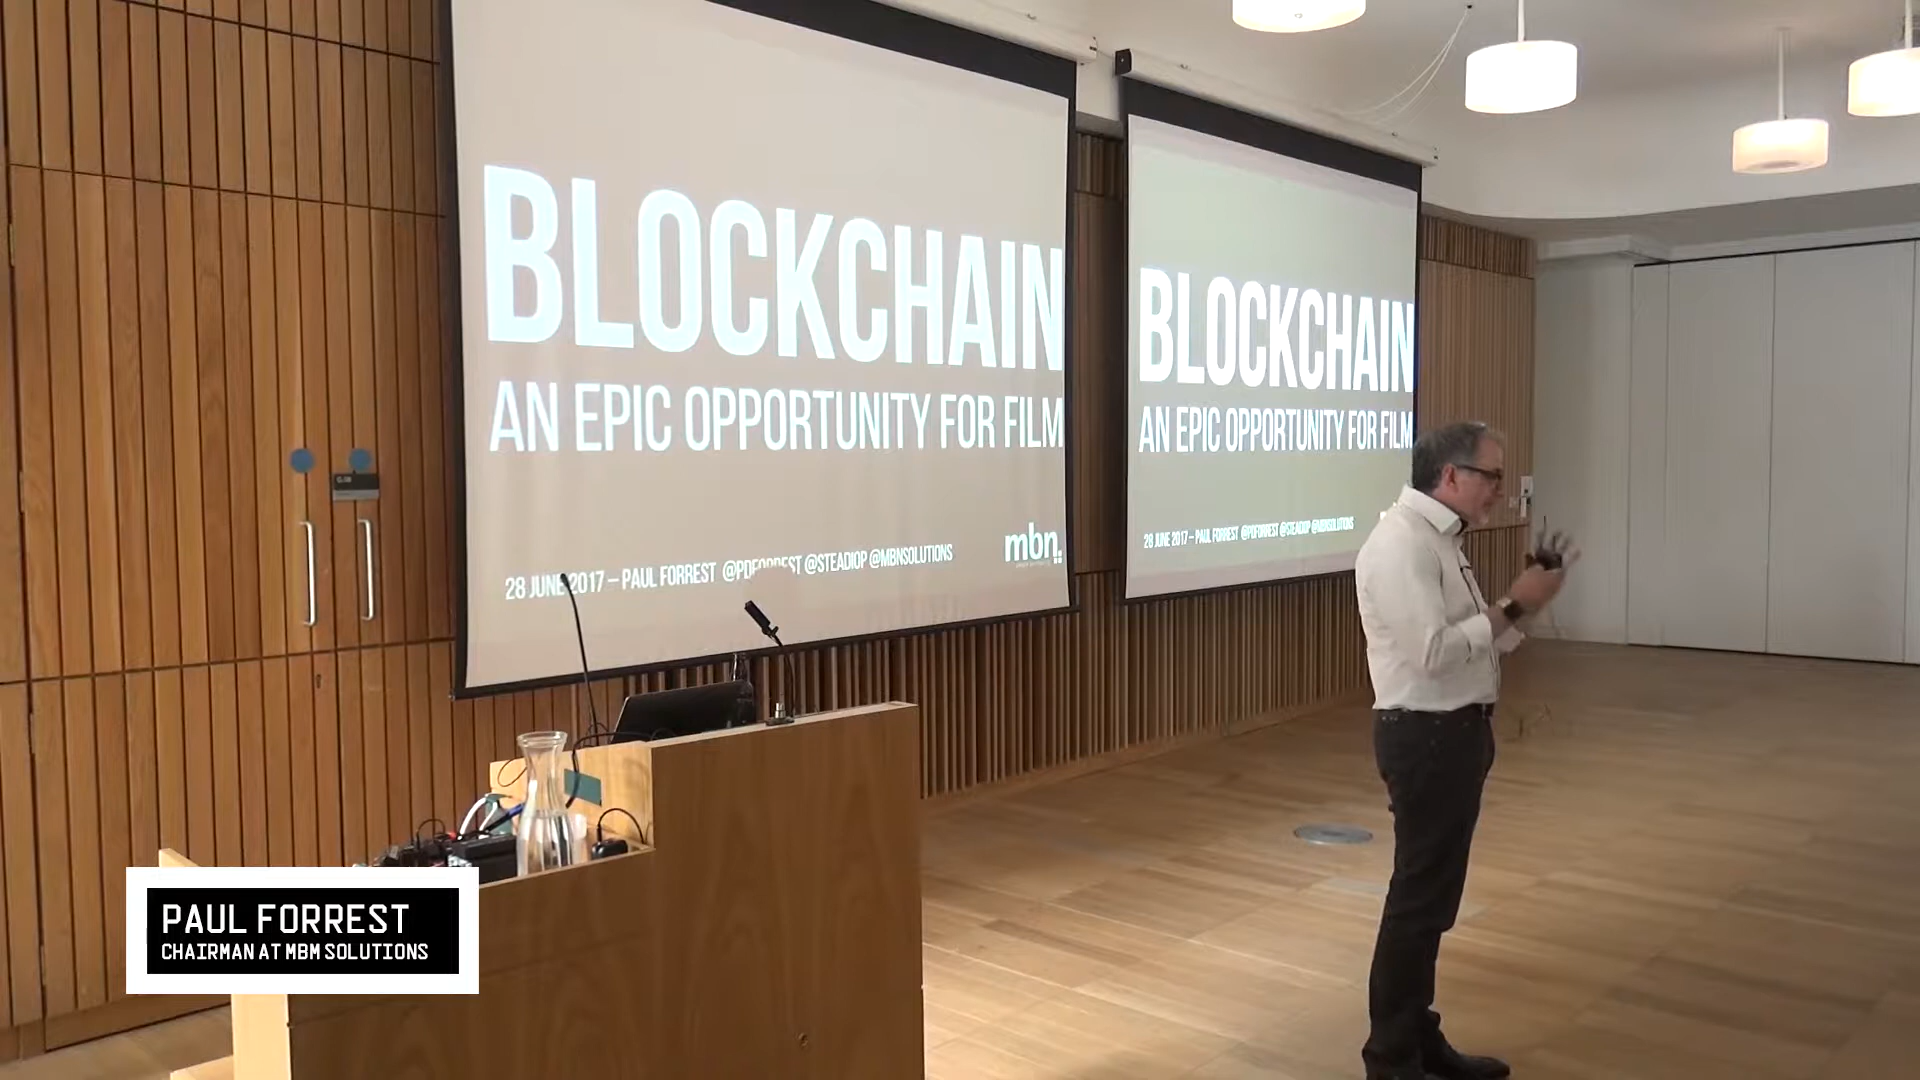 BLOCKCHAIN
AN EPIC OPPORTUNITY FOR FILM
28 JUNE 2017 – PAUL FORREST @PDFORREST @STEADIOP @MBNSOLUTIONS
mbn
BLOCKCHAIN
AN EPIC OPPORTUNITY FOR FILM
28 JUNE 2017 – PAUL FORREST @PDFORREST @STEADIOP @MBNSOLUTIONS
PAUL FORREST
CHAIRMAN AT MBM SOLUTIONS